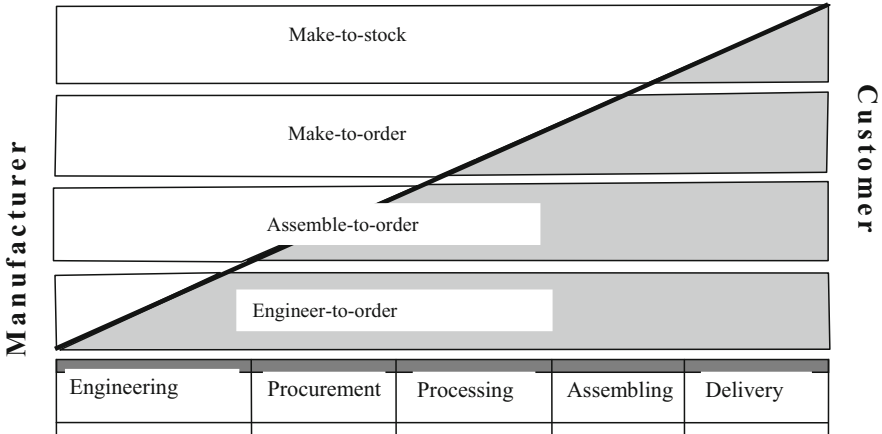 Make-to-stock
Make-to-order
Assemble-to-order
Engineer-to-order
Manufacturer
Customer
Engineering
Procurement
Processing
Assembling
Delivery